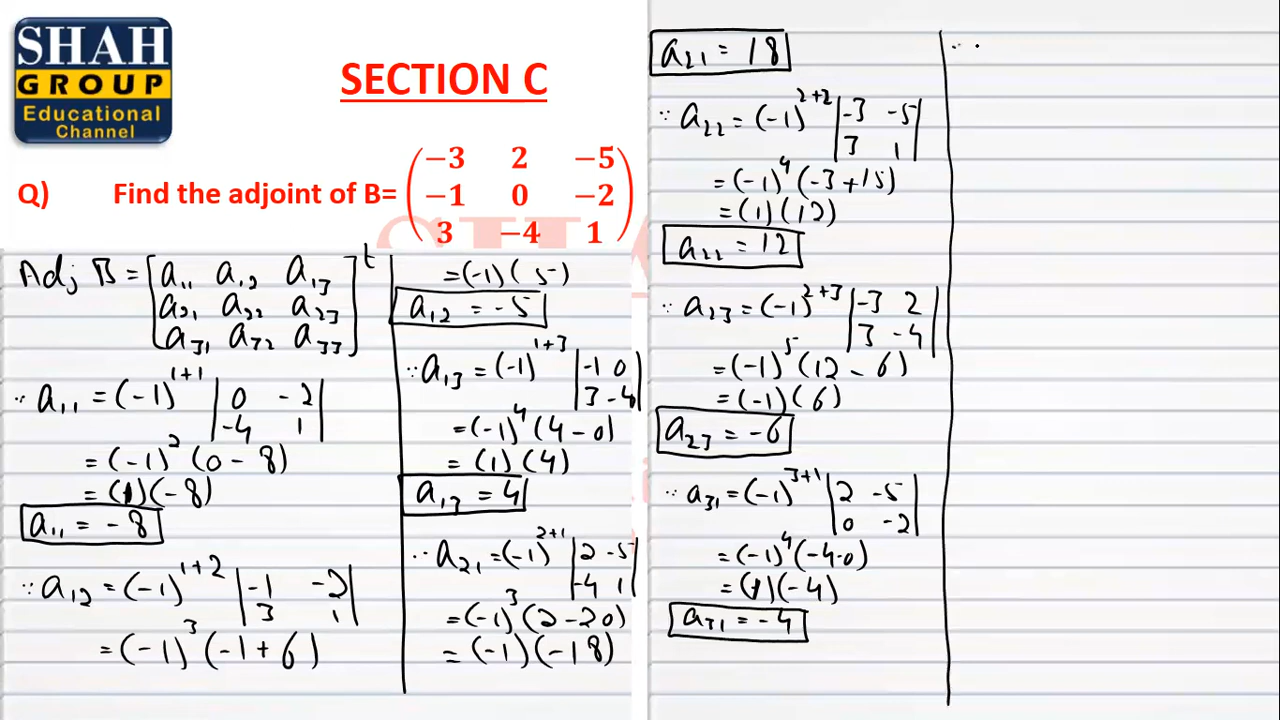 SHAH
GROUP
Educational
Channel
SECTION C
Q) Find the adjoint of B= (−3 2 −5
−1 0 −2
3 −4 1)
Adj B = [a11 a12 a13
a21 a22 a23
a31 a32 a33]^t
∵ a11 = (-1)^1+1 |0 -2
-4 1|
= (-1)^2 (0 - 8)
= (1)(-8)
a11 = -8
∵ a12 = (-1)^1+2 |-1 -2
3 1|
= (-1)^3 (-1 + 6)
= (-1)(5)
a12 = -5
∵ a13 = (-1)^1+3 |-1 0
3 -4|
= (-1)^4 (4 - 0)
= (1)(4)
a13 = 4
∵ a21 = (-1)^2+1 |2 -5
-4 1|
= (-1)^3 (2 - 20)
= (-1)(-18)
a21 = 18
∵ a22 = (-1)^2+2 |-3 -5
3 1|
= (-1)^4 (-3 + 15)
= (1)(12)
a22 = 12
∵ a23 = (-1)^2+3 |-3 2
3 -4|
= (-1)^5 (12 - 6)
= (-1)(6)
a23 = -6
∵ a31 = (-1)^3+1 |2 -5
0 -2|
= (-1)^4 (-4-0)
= (1)(-4)
a31 = -4